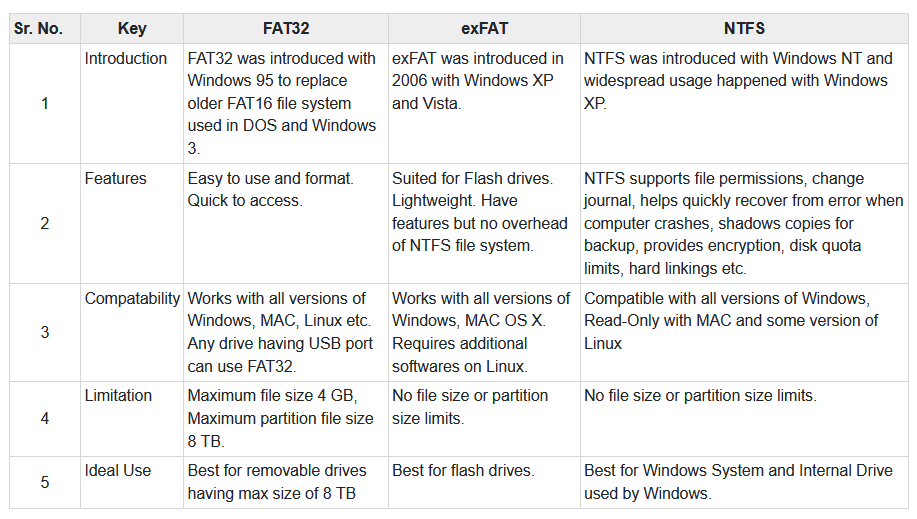 Sr. No. Key FAT32 exFAT NTFS
1
Introduction
FAT32 was introduced with
Windows 95 to replace
older FAT16 file system
used in DOS and Windows
3.
exFAT was introduced in
2006 with Windows XP
and Vista.
NTFS was introduced with Windows NT and
widespread usage happened with Windows
XP.
2
Features
Easy to use and format.
Quick to access.
Suited for Flash drives.
Lightweight. Have
features but no overhead
of NTFS file system.
NTFS supports file permissions, change
journal, helps quickly recover from error when
computer crashes, shadows copies for
backup, provides encryption, disk quota
limits, hard linkings etc.
3
Compatability
Works with all versions of
Windows, MAC, Linux etc.
Any drive having USB port
can use FAT32.
Works with all versions of
Windows, MAC OS X.
Requires additional
softwares on Linux.
Compatible with all versions of Windows,
Read-Only with MAC and some version of
Linux
4
Limitation
Maximum file size 4 GB,
Maximum partition file size
8 TB.
No file size or partition
size limits.
No file size or partition size limits.
5
Ideal Use
Best for removable drives
having max size of 8 TB
Best for flash drives.
Best for Windows System and Internal Drive
used by Windows.